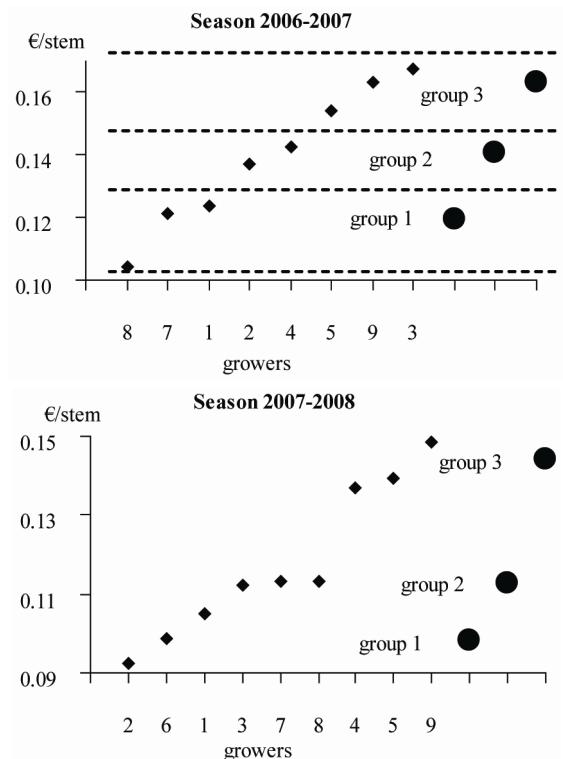 Season 2006-2007
€/stem
0.16
group 3
0.14
group 2
0.12
group 1
0.10
8 7 1 2 4 5 9 3
growers
Season 2007-2008
€/stem
0.15
group 3
0.13
0.11
group 2
group 1
0.09
2 6 1 3 7 8 4 5 9
growers